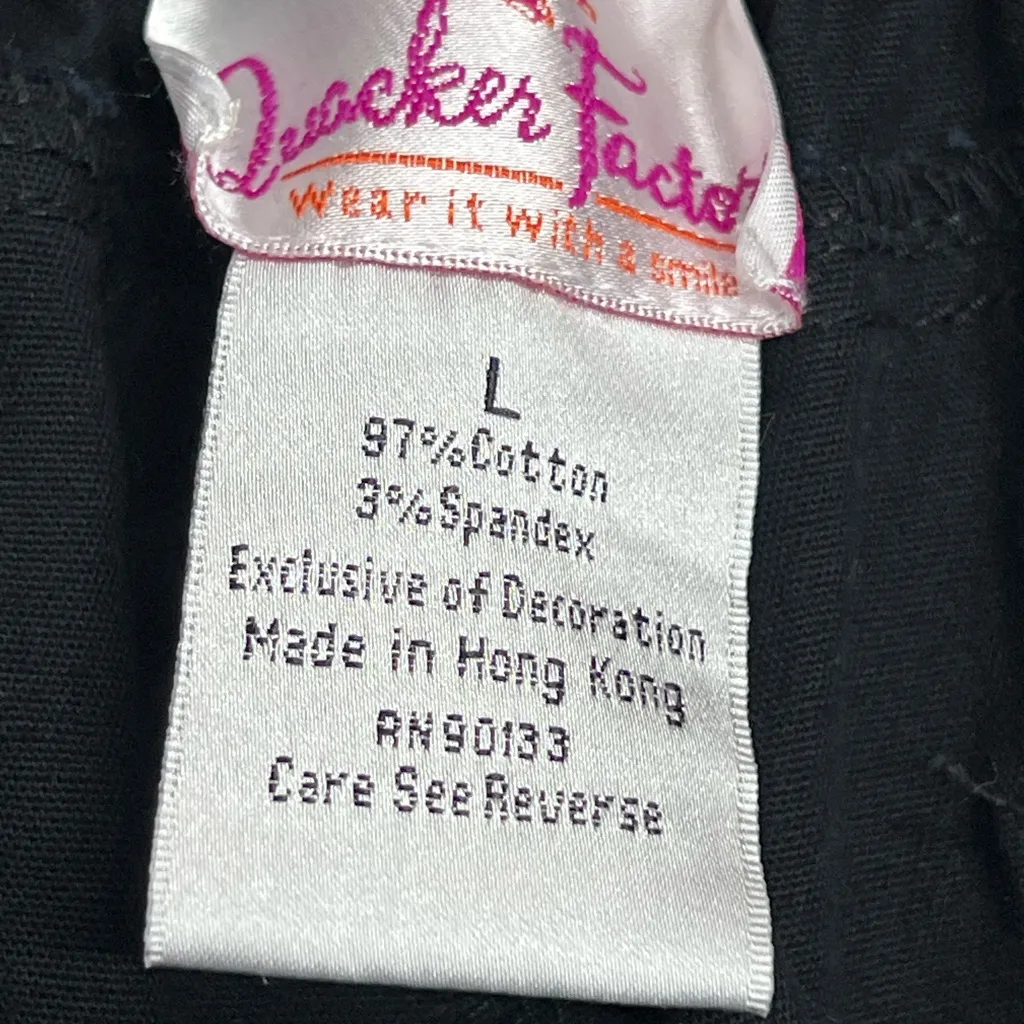 Quacker Factor
wear it with a smile
L
97%Cotton
3%Spandex
Exclusive of Decoration
Made in Hong Kong
RN90133
Care See Reverse